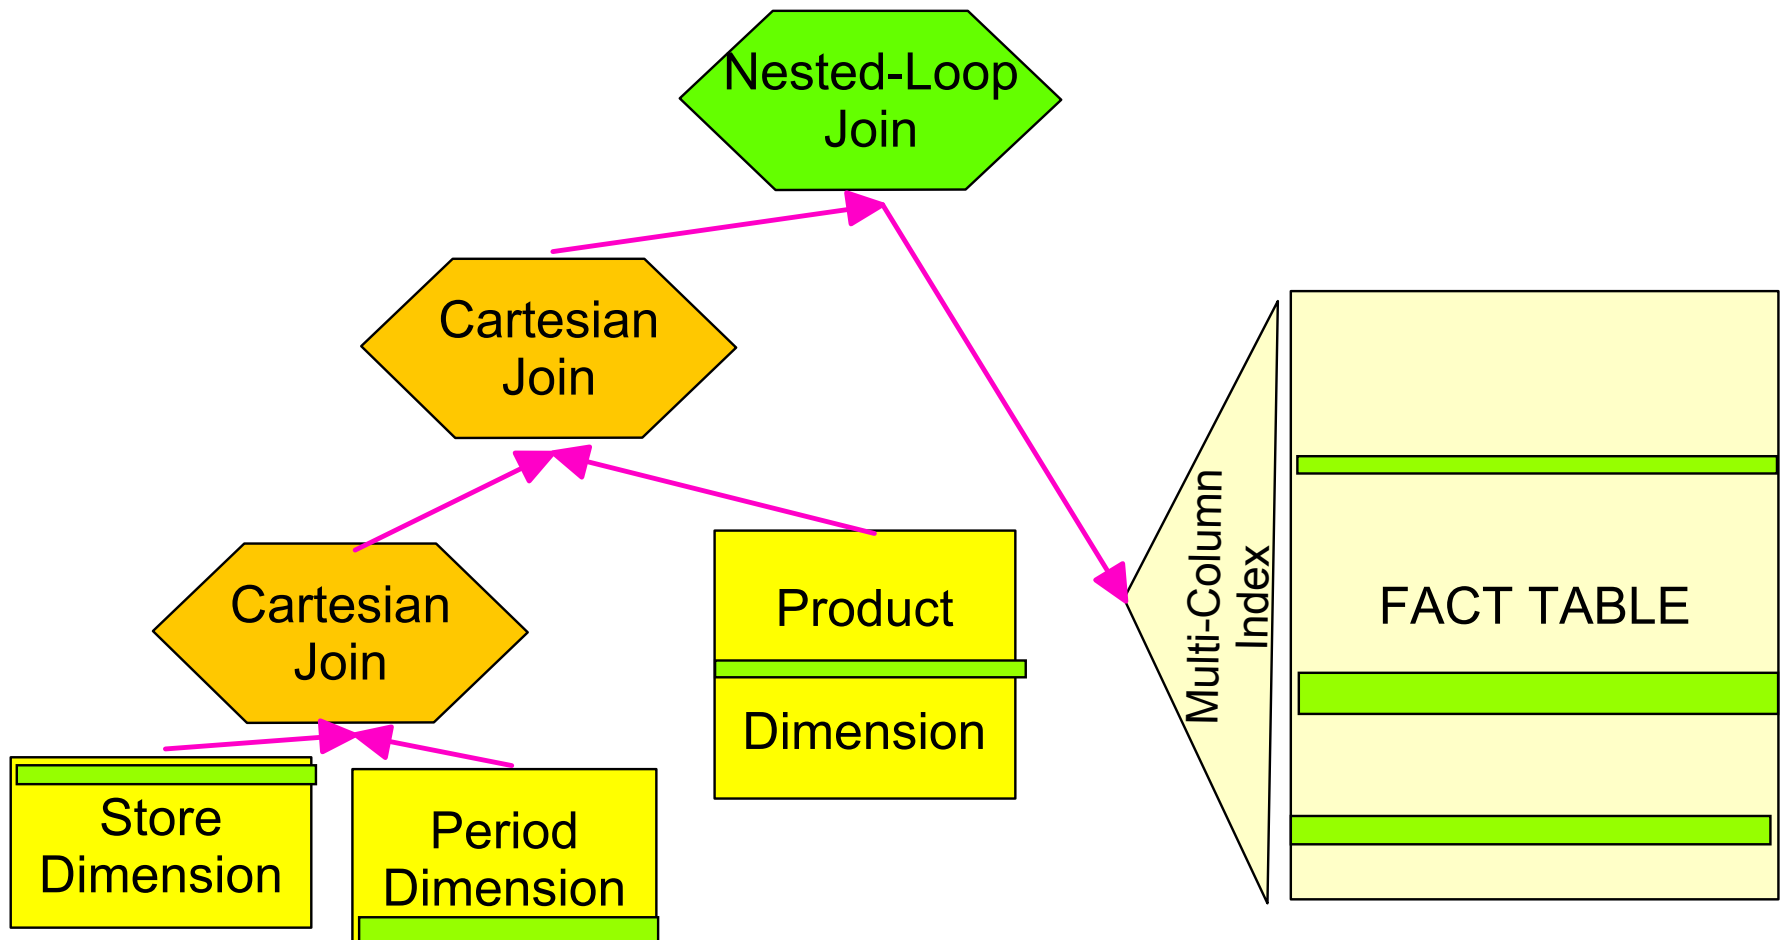 Nested-Loop
Join
Cartesian
Join
Cartesian
Join
Product
Dimension
Store
Dimension
Period
Dimension
Multi-Column
Index
FACT TABLE